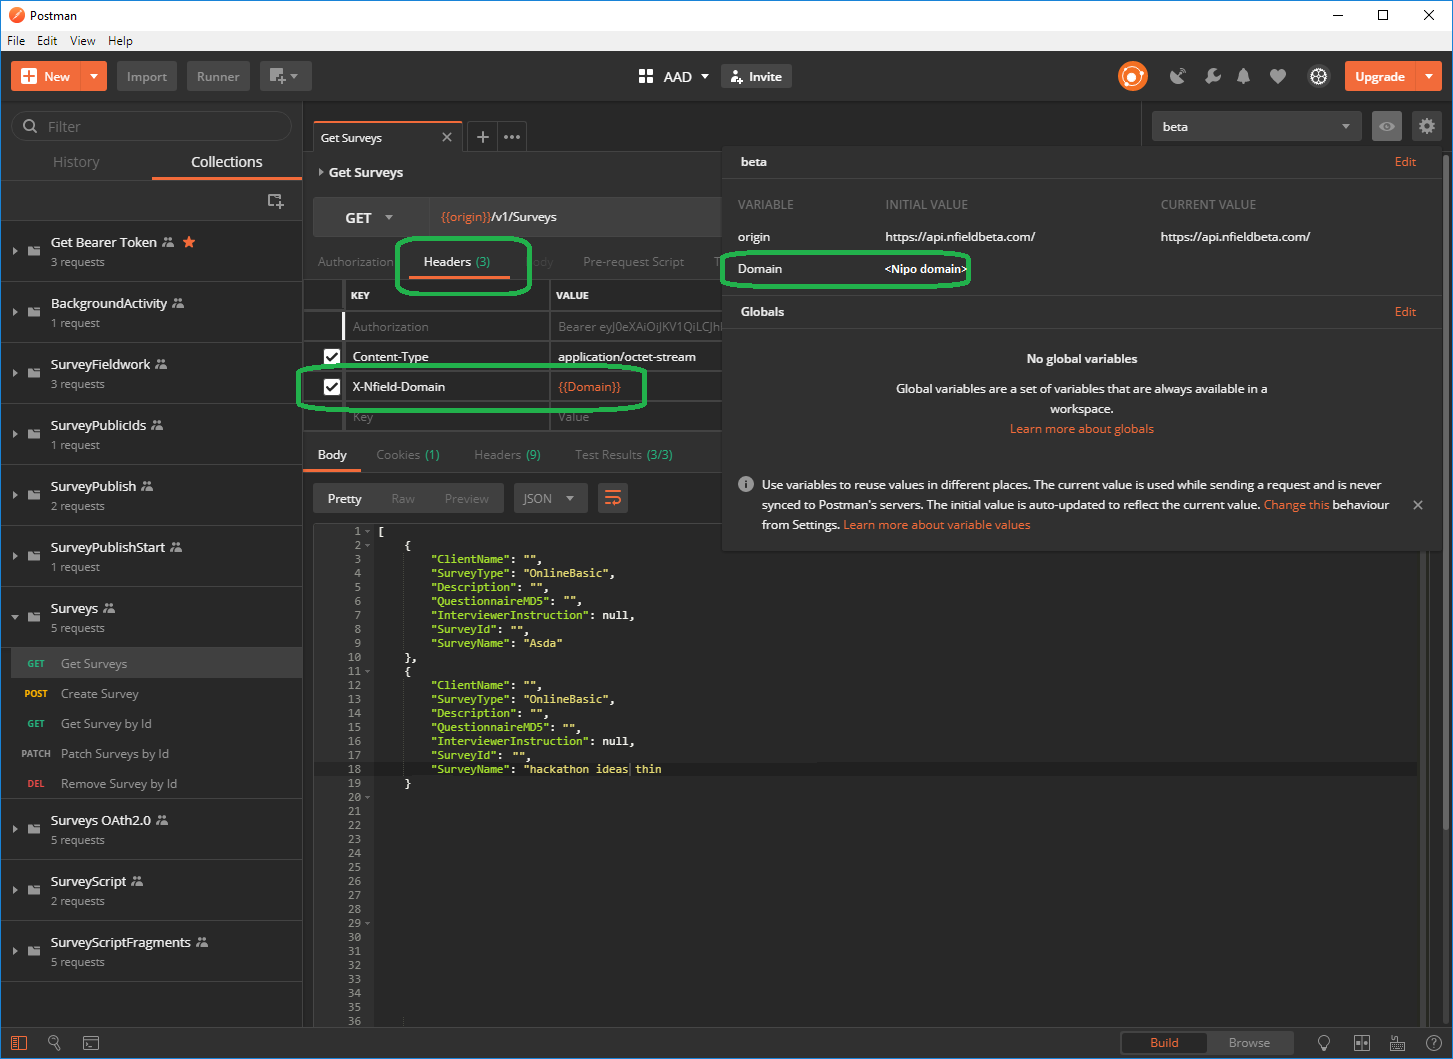 Postman
File Edit View Help
New Import Runner AAD Invite Upgrade
Filter
History Collections
Get Bearer Token
3 requests
BackgroundActivity
1 request
SurveyFieldwork
3 requests
SurveyPublicIds
1 request
SurveyPublish
2 requests
SurveyPublishStart
1 request
Surveys
5 requests
GET Get Surveys
POST Create Survey
GET Get Survey by Id
PATCH Patch Surveys by Id
DEL Remove Survey by Id
Surveys OAth2.0
5 requests
SurveyScript
2 requests
SurveyScriptFragments
5 requests
Get Surveys
Get Surveys
GET {{origin}}/v1/Surveys
Authorization Headers (3) ody Pre-request Script T
KEY VALUE
Authorization Bearer eyJ0eXAiOiJKV1QiLCJh
Content-Type application/octet-stream
X-Nfield-Domain {{Domain}}
Key Value
Body Cookies (1) Headers (9) Test Results (3/3)
Pretty Raw Preview JSON
1 [
2 {
3 "ClientName": "",
4 "SurveyType": "OnlineBasic",
5 "Description": "",
6 "QuestionnaireMD5": "",
7 "InterviewerInstruction": null,
8 "SurveyId": "",
9 "SurveyName": "Asda"
10 },
11 {
12 "ClientName": "",
13 "SurveyType": "OnlineBasic",
14 "Description": "",
15 "QuestionnaireMD5": "",
16 "InterviewerInstruction": null,
17 "SurveyId": "",
18 "SurveyName": "hackathon ideas thin
19 }
20
21
22
23
24
25
26
27
28
29
30
31
32
33
34
35
36
beta
beta Edit
VARIABLE INITIAL VALUE CURRENT VALUE
origin https://api.nfieldbeta.com/ https://api.nfieldbeta.com/
Domain <Nipo domain>
Globals Edit
No global variables
Global variables are a set of variables that are always available in a
workspace.
Learn more about globals
Use variables to reuse values in different places. The current value is used while sending a request and is never
synced to Postman's servers. The initial value is auto-updated to reflect the current value. Change this behaviour
from Settings. Learn more about variable values
Build Browse